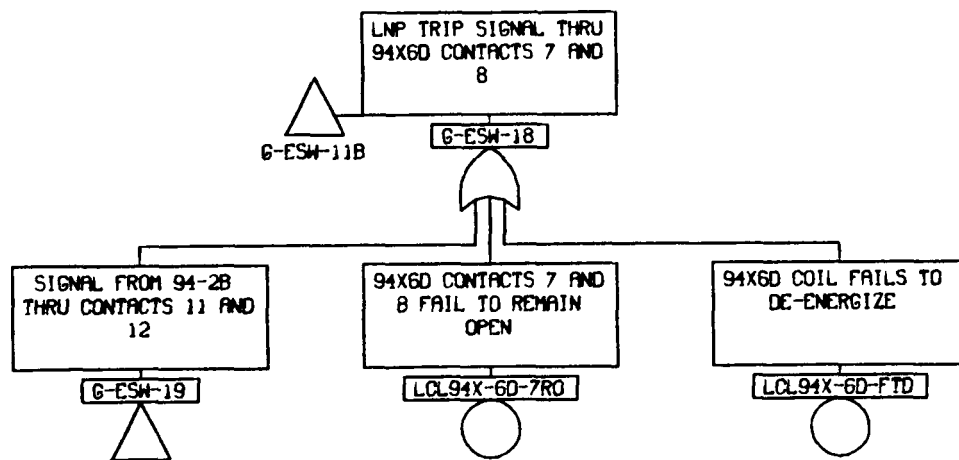 LNP TRIP SIGNAL THRU
94X6D CONTACTS 7 AND
8
G-ESW-11B
G-ESW-18
SIGNAL FROM 94-2B
THRU CONTACTS 11 AND
12
94X6D CONTACTS 7 AND
8 FAIL TO REMAIN
OPEN
94X6D COIL FAILS TO
DE-ENERGIZE
G-ESW-19
LCL94X-6D-7RO
LCL94X-6D-FTD